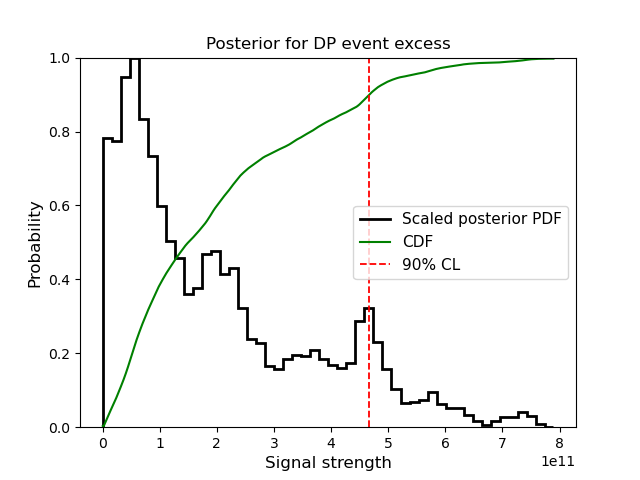 Posterior for DP event excess
Probability
1.0
0.8
0.6
0.4
0.2
0.0
Scaled posterior PDF
CDF
90% CL
0 1 2 3 4 5 6 7 8
1e11
Signal strength